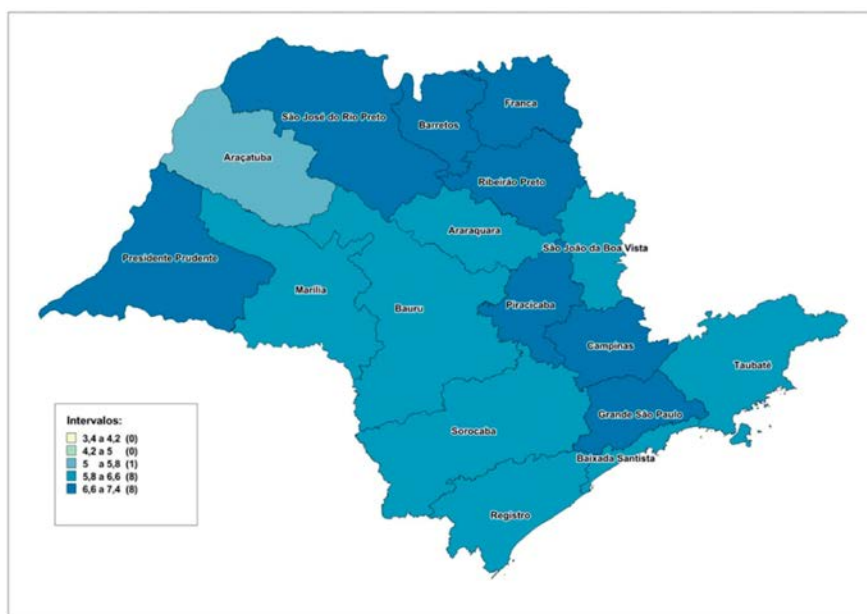 São José do Rio Preto
Barretos
Franca
Araçatuba
Ribeirão Preto
Araraquara
São João da Boa Vista
Presidente Prudente
Marília
Bauru
Piracicaba
Campinas
Taubaté
Grande São Paulo
Sorocaba
Baixada Santista
Registro
Intervalos:
3,4 a 4,2 (0)
4,2 a 5 (0)
5 a 5,8 (1)
5,8 a 6,6 (8)
6,6 a 7,4 (8)